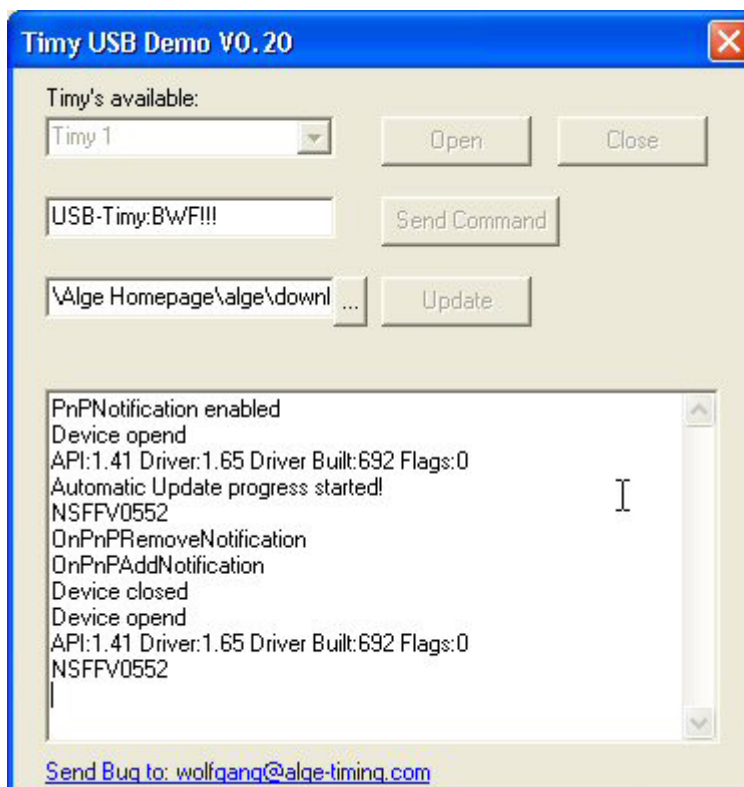 Timy USB Demo V0.20
Timy's available:
Timy 1
Open
Close
USB-Timy:BWF!!!
Send Command
\Alge Homepage\alge\downl
...
Update
PnPNotification enabled
Device opend
API:1.41 Driver:1.65 Driver Built:692 Flags:0
Automatic Update progress started!
NSFFV0552
OnPnPRemoveNotification
OnPnPAddNotification
Device closed
Device opend
API:1.41 Driver:1.65 Driver Built:692 Flags:0
NSFFV0552
Send Bug to: wolfgang@alge-timing.com